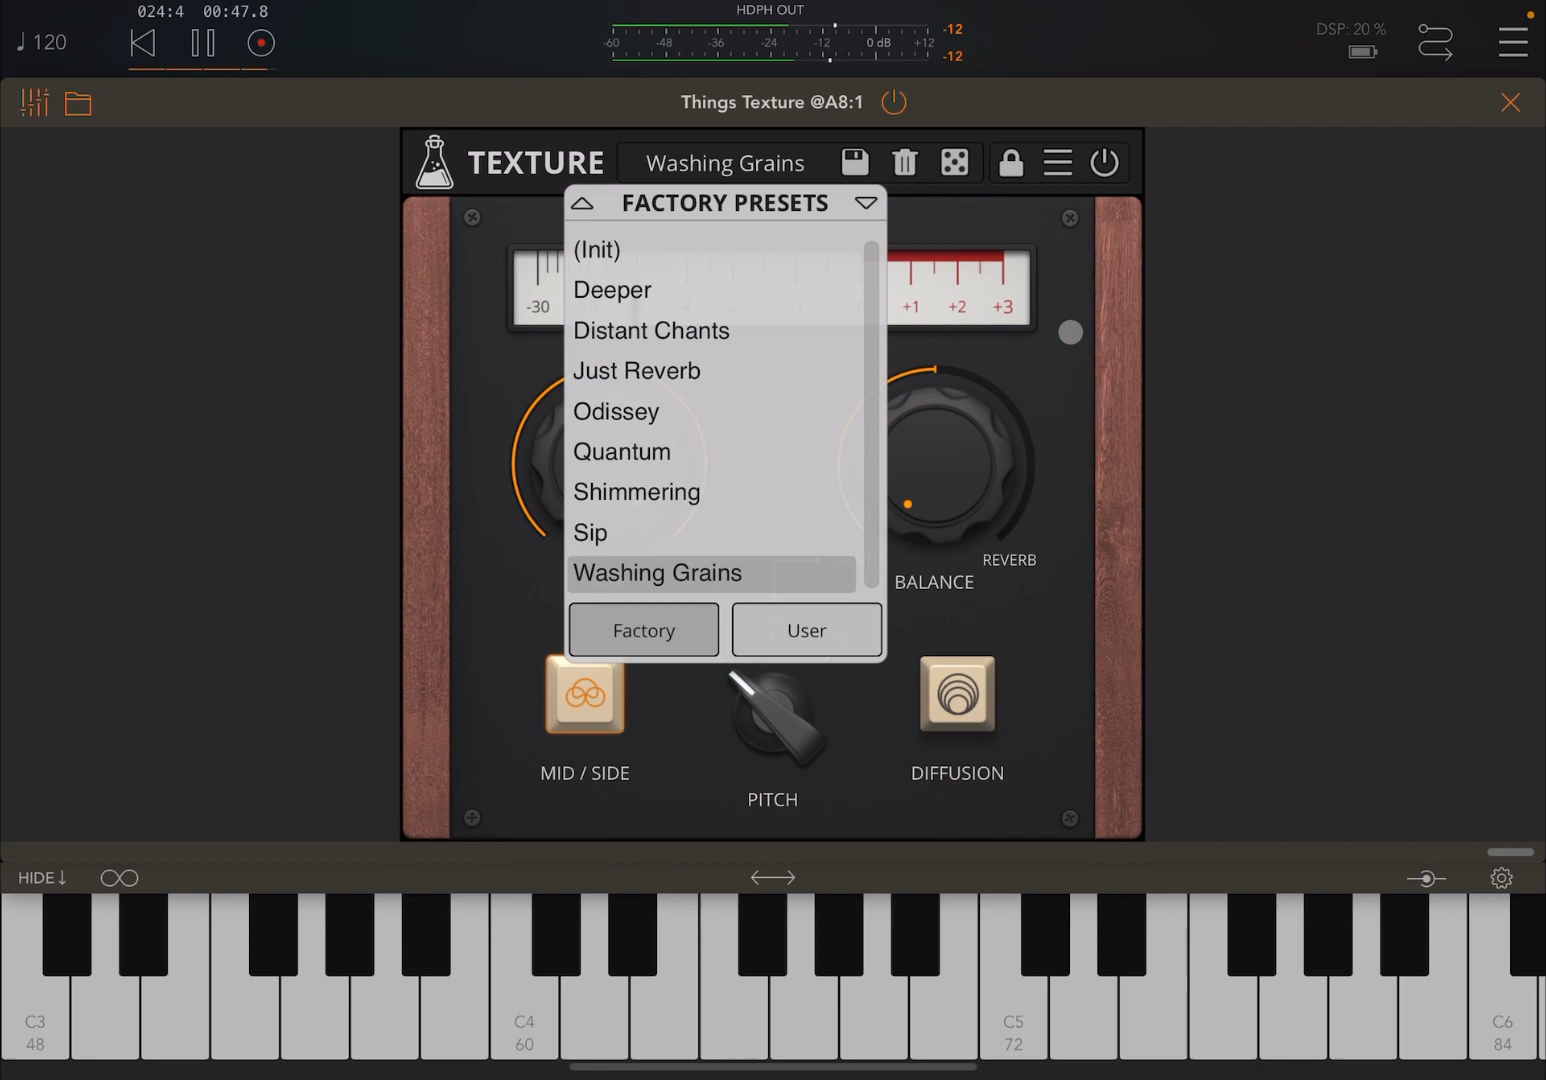 024:4 00:47.8
HDPH OUT
♩ 120
-60 -48 -36 -24 -12 0 dB +12
-12
-12
DSP: 20 %
Things Texture @A8:1
TEXTURE
Washing Grains
FACTORY PRESETS
(Init)
Deeper
Distant Chants
Just Reverb
Odissey
Quantum
Shimmering
Sip
Washing Grains
Factory
User
-30
+1 +2 +3
REVERB
BALANCE
MID / SIDE
PITCH
DIFFUSION
HIDE↓
C3 C4 C5 C6
48 60 72 84